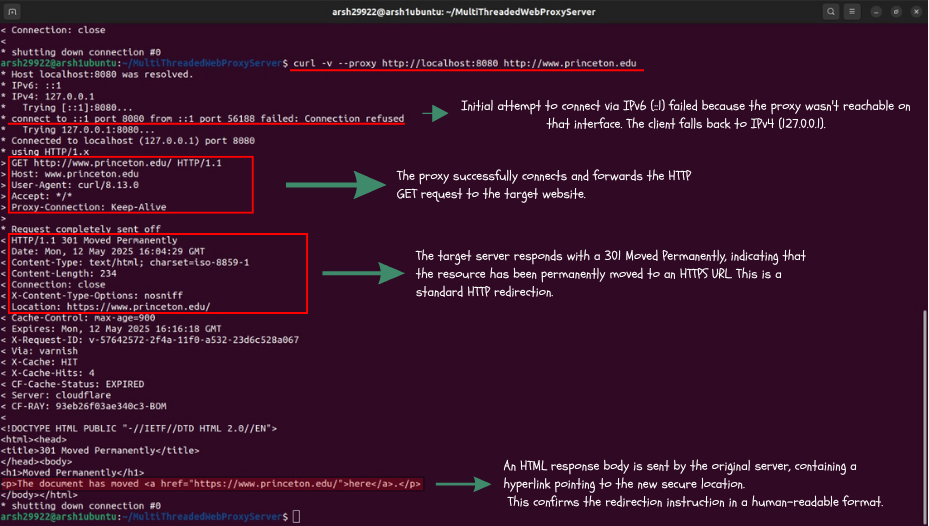 arsh29922@arsh1ubuntu: ~/MultiThreadedWebProxyServer
< Connection: close
<
* shutting down connection #0
arsh29922@arsh1ubuntu:~/MultiThreadedWebProxyServer$ curl -v --proxy http://localhost:8080 http://www.princeton.edu
* Host localhost:8080 was resolved.
* IPv6: ::1
* IPv4: 127.0.0.1
*   Trying [::1]:8080...
* connect to ::1 port 8080 from ::1 port 56188 failed: Connection refused
*   Trying 127.0.0.1:8080...
* Connected to localhost (127.0.0.1) port 8080
* using HTTP/1.x
> GET http://www.princeton.edu/ HTTP/1.1
> Host: www.princeton.edu
> User-Agent: curl/8.13.0
> Accept: */*
> Proxy-Connection: Keep-Alive
>
* Request completely sent off
< HTTP/1.1 301 Moved Permanently
< Date: Mon, 12 May 2025 16:04:29 GMT
< Content-Type: text/html; charset=iso-8859-1
< Content-Length: 234
< Connection: close
< X-Content-Type-Options: nosniff
< Location: https://www.princeton.edu/
< Cache-Control: max-age=900
< Expires: Mon, 12 May 2025 16:16:18 GMT
< X-Request-ID: v-57642572-2f4a-11f0-a532-23d6c528a067
< Via: varnish
< X-Cache: HIT
< X-Cache-Hits: 4
< CF-Cache-Status: EXPIRED
< Server: cloudflare
< CF-RAY: 93eb26f03ae340c3-BOM
<
<!DOCTYPE HTML PUBLIC "-//IETF//DTD HTML 2.0//EN">
<html><head>
<title>301 Moved Permanently</title>
</head><body>
<h1>Moved Permanently</h1>
<p>The document has moved <a href="https://www.princeton.edu/">here</a>.</p>
</body></html>
* shutting down connection #0
arsh29922@arsh1ubuntu:~/MultiThreadedWebProxyServer$
Initial attempt to connect via IPv6 (::1) failed because the proxy wasn't reachable on
that interface. The client falls back to IPv4 (127.0.0.1).
The proxy successfully connects and forwards the HTTP
GET request to the target website.
The target server responds with a 301 Moved Permanently, indicating that
the resource has been permanently moved to an HTTPS URL. This is a
standard HTTP redirection.
An HTML response body is sent by the original server, containing a
hyperlink pointing to the new secure location.
This confirms the redirection instruction in a human-readable format.